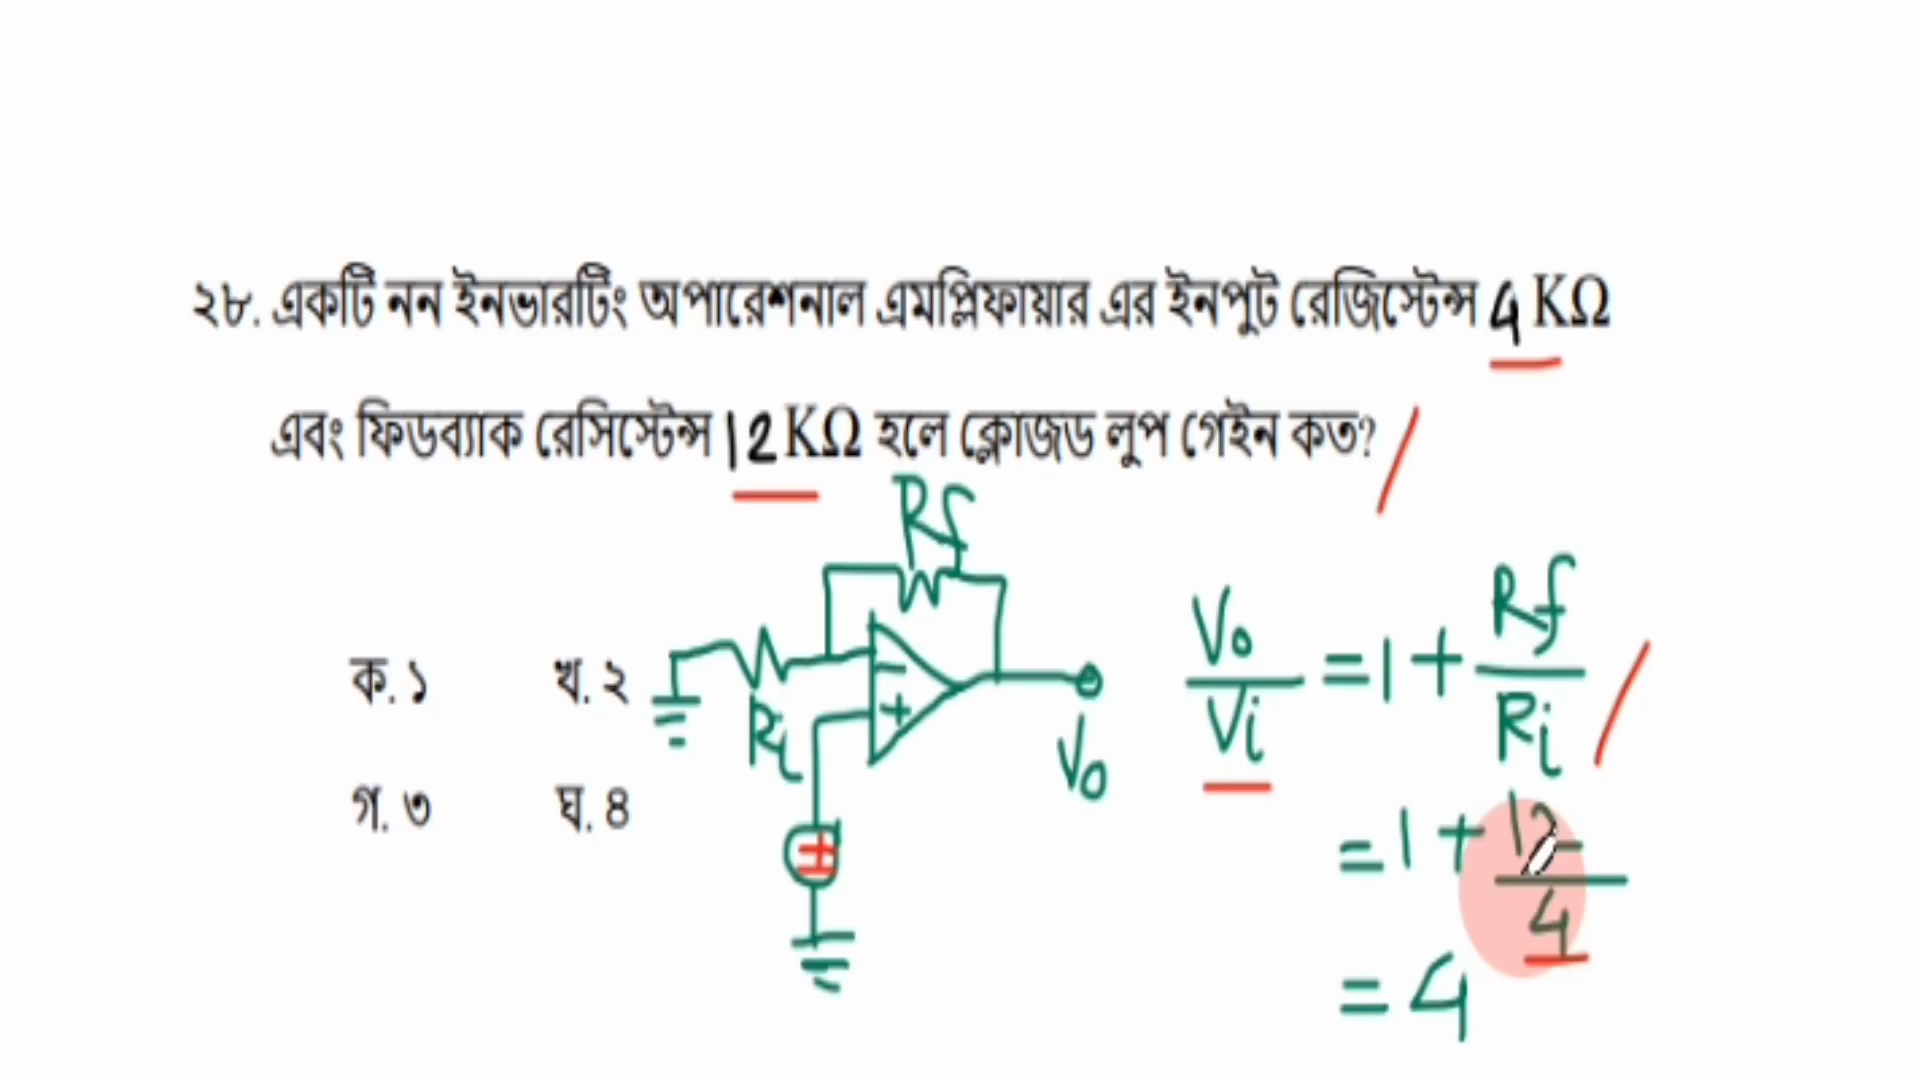 ২৮. একটি নন ইনভারটিং অপারেশনাল এমপ্লিফায়ার এর ইনপুট রেজিস্টেন্স 4 KΩ
এবং ফিডব্যাক রেসিস্টেন্স 12 KΩ হলে ক্লোজড লুপ গেইন কত?
Rf
ক. ১ খ. ২
গ. ৩ ঘ. ৪
Ri
−
+
Vo
±
Vo/Vi = 1 + Rf/Ri
= 1 + 12/4
= 4